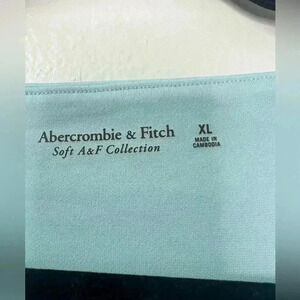 Abercrombie & Fitch
Soft A&F Collection
XL
MADE IN
CAMBODIA